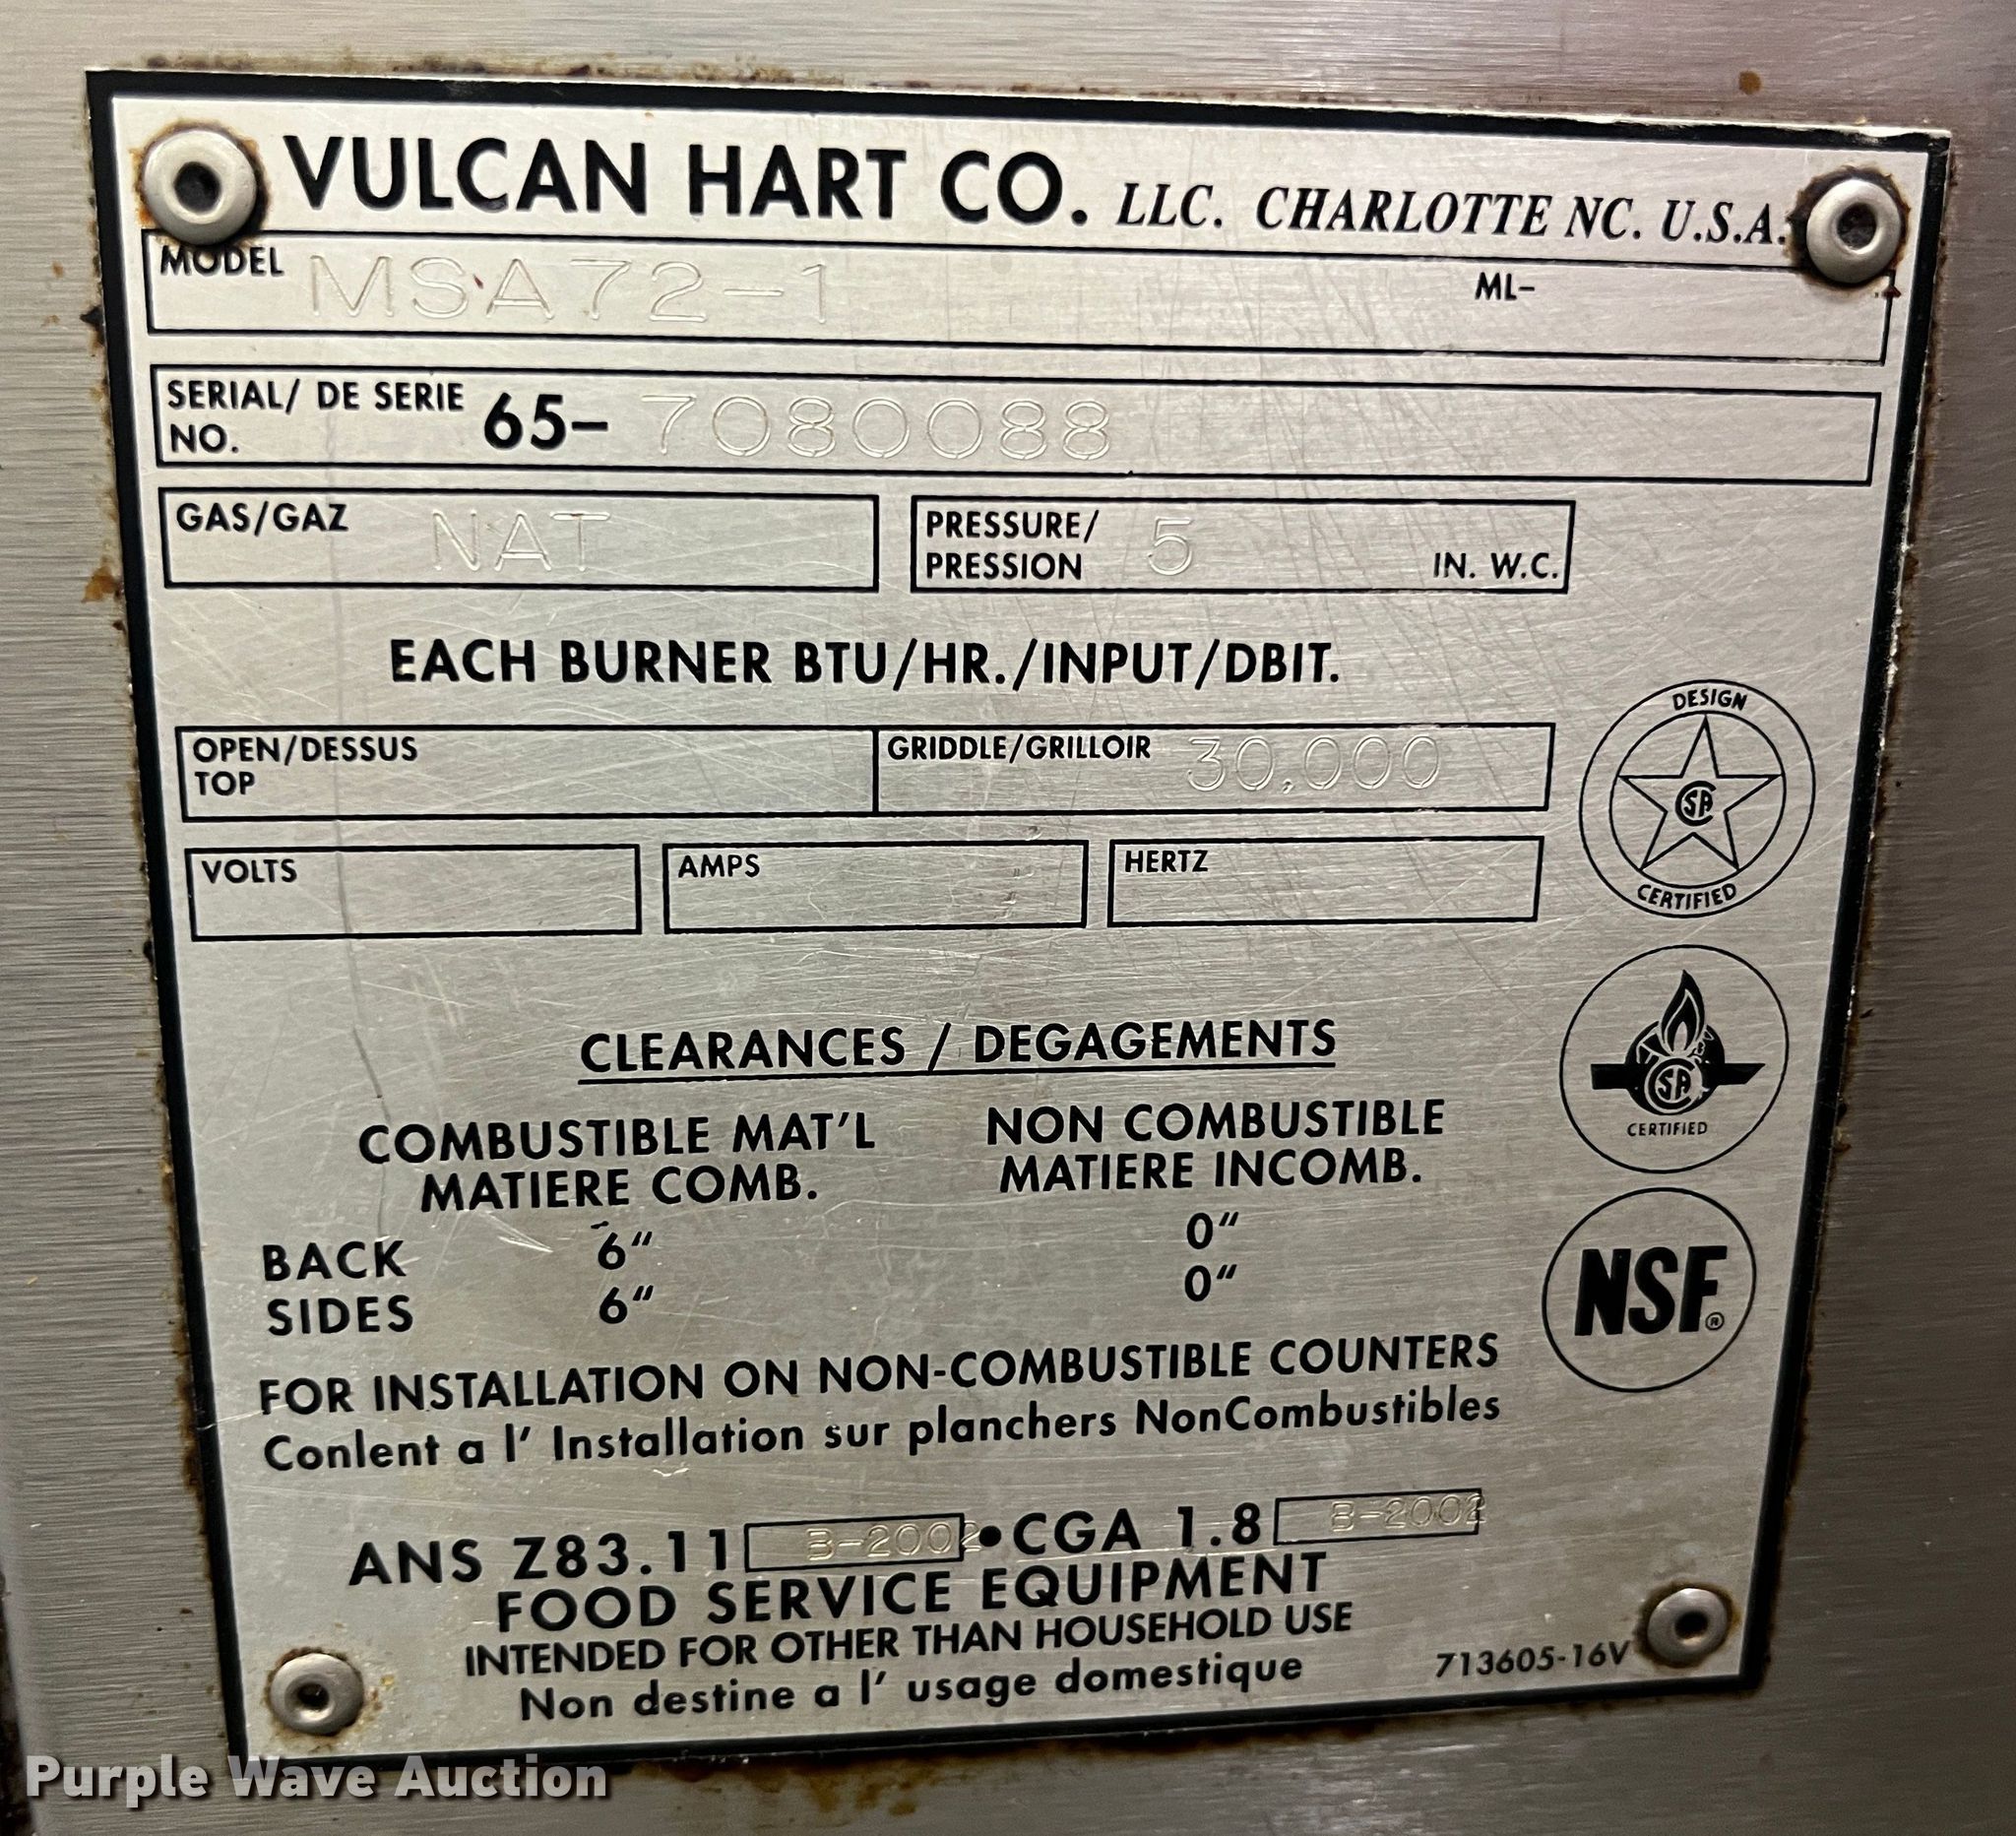 VULCAN HART CO. LLC. CHARLOTTE NC. U.S.A.
MODEL MSA72-1 ML-
SERIAL/ DE SERIE NO. 65- 7080088
GAS/GAZ NAT PRESSURE/ PRESSION 5 IN. W.C.
EACH BURNER BTU/HR./INPUT/DBIT.
OPEN/DESSUS TOP GRIDDLE/GRILLOIR 30,000
VOLTS AMPS HERTZ
DESIGN CSA CERTIFIED
CLEARANCES / DEGAGEMENTS
COMBUSTIBLE MAT'L NON COMBUSTIBLE
MATIERE COMB. MATIERE INCOMB.
CSA CERTIFIED
BACK 6" 0"
SIDES 6" 0"
NSF®
FOR INSTALLATION ON NON-COMBUSTIBLE COUNTERS
Conlent a l' Installation sur planchers NonCombustibles
ANS Z83.11 B-2002 • CGA 1.8 B-2002
FOOD SERVICE EQUIPMENT
INTENDED FOR OTHER THAN HOUSEHOLD USE
Non destine a l' usage domestique
713605-16V
Purple Wave Auction